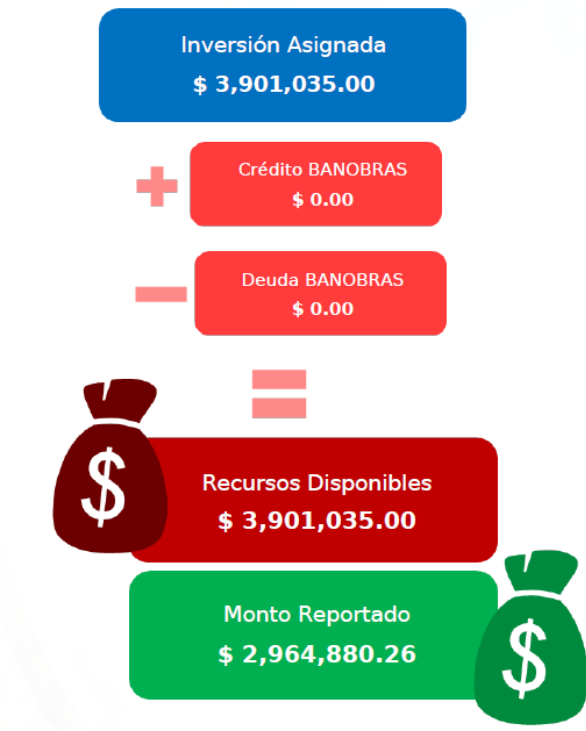 Inversión Asignada
$ 3,901,035.00
Crédito BANOBRAS
$ 0.00
Deuda BANOBRAS
$ 0.00
$
Recursos Disponibles
$ 3,901,035.00
Monto Reportado
$ 2,964,880.26
$